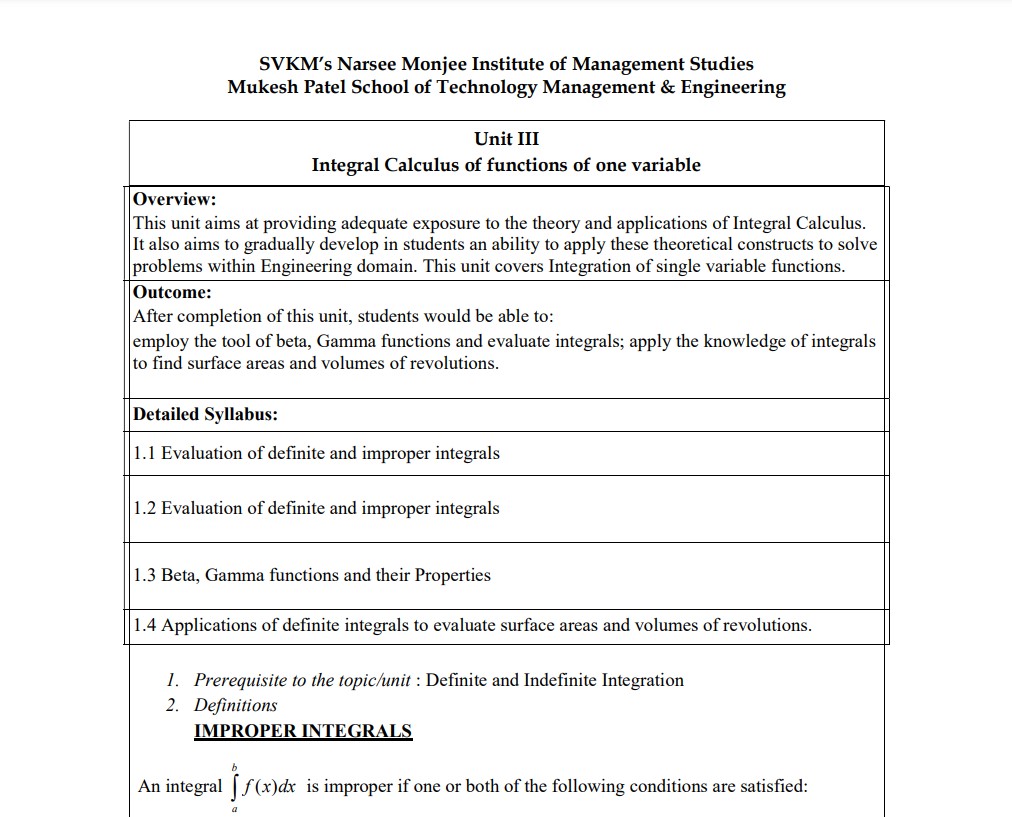 SVKM’s Narsee Monjee Institute of Management Studies
Mukesh Patel School of Technology Management & Engineering
Unit III
Integral Calculus of functions of one variable
Overview:
This unit aims at providing adequate exposure to the theory and applications of Integral Calculus.
It also aims to gradually develop in students an ability to apply these theoretical constructs to solve
problems within Engineering domain. This unit covers Integration of single variable functions.
Outcome:
After completion of this unit, students would be able to:
employ the tool of beta, Gamma functions and evaluate integrals; apply the knowledge of integrals
to find surface areas and volumes of revolutions.
Detailed Syllabus:
1.1 Evaluation of definite and improper integrals
1.2 Evaluation of definite and improper integrals
1.3 Beta, Gamma functions and their Properties
1.4 Applications of definite integrals to evaluate surface areas and volumes of revolutions.
1. Prerequisite to the topic/unit : Definite and Indefinite Integration
2. Definitions
IMPROPER INTEGRALS
An integral ∫_a^b f(x)dx is improper if one or both of the following conditions are satisfied: